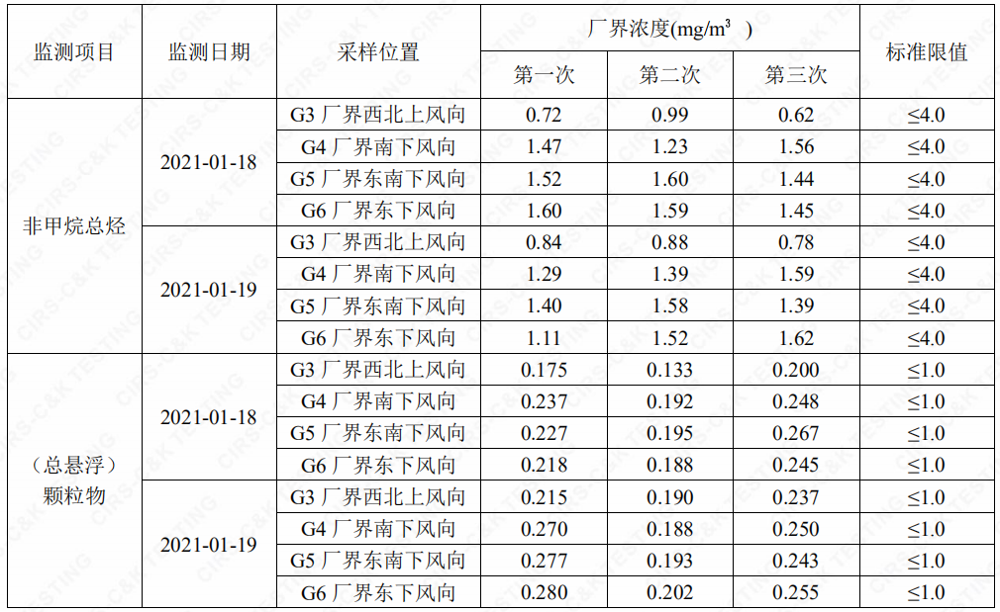 监测项目 监测日期 采样位置 厂界浓度(mg/m³ ) 标准限值
第一次 第二次 第三次
非甲烷总烃 2021-01-18 G3 厂界西北上风向 0.72 0.99 0.62 ≤4.0
G4 厂界南下风向 1.47 1.23 1.56 ≤4.0
G5 厂界东南下风向 1.52 1.60 1.44 ≤4.0
G6 厂界东下风向 1.60 1.59 1.45 ≤4.0
2021-01-19 G3 厂界西北上风向 0.84 0.88 0.78 ≤4.0
G4 厂界南下风向 1.29 1.39 1.59 ≤4.0
G5 厂界东南下风向 1.40 1.58 1.39 ≤4.0
G6 厂界东下风向 1.11 1.52 1.62 ≤4.0
（总悬浮）
颗粒物 2021-01-18 G3 厂界西北上风向 0.175 0.133 0.200 ≤1.0
G4 厂界南下风向 0.237 0.192 0.248 ≤1.0
G5 厂界东南下风向 0.227 0.195 0.267 ≤1.0
G6 厂界东下风向 0.218 0.188 0.245 ≤1.0
2021-01-19 G3 厂界西北上风向 0.215 0.190 0.237 ≤1.0
G4 厂界南下风向 0.270 0.188 0.250 ≤1.0
G5 厂界东南下风向 0.277 0.193 0.243 ≤1.0
G6 厂界东下风向 0.280 0.202 0.255 ≤1.0
CIRS-C&K TESTING